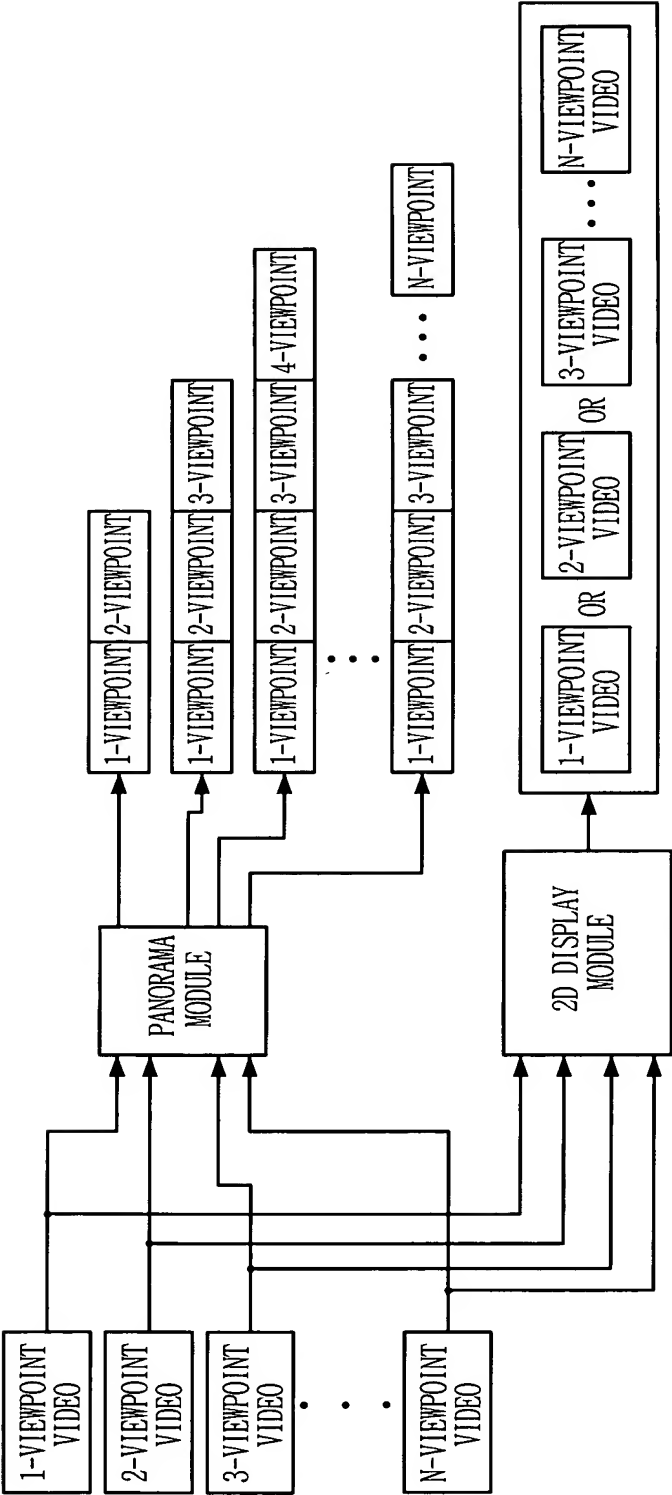 1-VIEWPOINT
VIDEO
2-VIEWPOINT
VIDEO
3-VIEWPOINT
VIDEO
N-VIEWPOINT
VIDEO
PANORAMA
MODULE
2D DISPLAY
MODULE
1-VIEWPOINT 2-VIEWPOINT
1-VIEWPOINT 2-VIEWPOINT 3-VIEWPOINT
1-VIEWPOINT 2-VIEWPOINT 3-VIEWPOINT 4-VIEWPOINT
1-VIEWPOINT 2-VIEWPOINT 3-VIEWPOINT ... N-VIEWPOINT
1-VIEWPOINT
VIDEO
OR
2-VIEWPOINT
VIDEO
OR
3-VIEWPOINT
VIDEO
...
N-VIEWPOINT
VIDEO